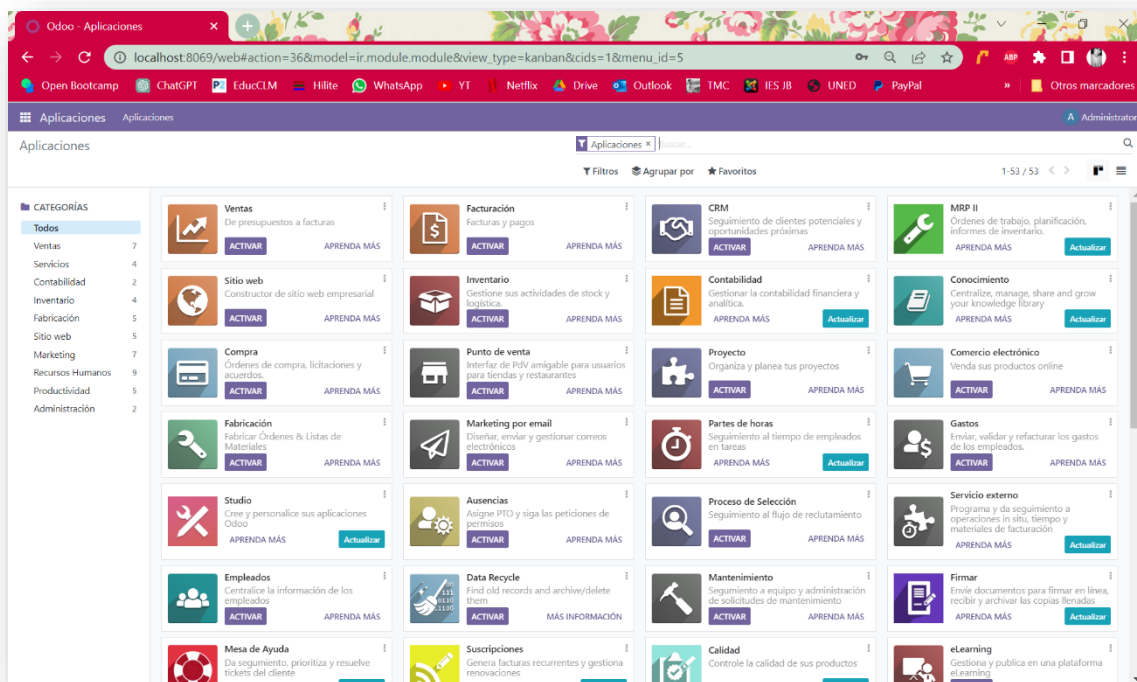 Odoo - Aplicaciones
localhost:8069/web#action=36&model=ir.module.module&view_type=kanban&cids=1&menu_id=5
ABP
Open Bootcamp ChatGPT EducCLM Hilite WhatsApp YT Netflix Drive Outlook TMC IES JB UNED PayPal » Otros marcadores
Aplicaciones Aplicaciones A Administrator
Aplicaciones
Aplicaciones × Buscar...
Filtros Agrupar por Favoritos 1-53 / 53
CATEGORÍAS
Todos
Ventas 7
Servicios 4
Contabilidad 2
Inventario 4
Fabricación 5
Sitio web 5
Marketing 7
Recursos Humanos 9
Productividad 5
Administración 2
Ventas
De presupuestos a facturas
ACTIVAR APRENDA MÁS
Facturación
Facturas y pagos
ACTIVAR APRENDA MÁS
CRM
Seguimiento de clientes potenciales y
oportunidades próximas
ACTIVAR APRENDA MÁS
MRP II
Órdenes de trabajo, planificación,
informes de inventario.
APRENDA MÁS Actualizar
Sitio web
Constructor de sitio web empresarial
ACTIVAR APRENDA MÁS
Inventario
Gestione sus actividades de stock y
logística.
ACTIVAR APRENDA MÁS
Contabilidad
Gestionar la contabilidad financiera y
analítica.
APRENDA MÁS Actualizar
Conocimiento
Centralize, manage, share and grow
your knowledge library
APRENDA MÁS Actualizar
Compra
Órdenes de compra, licitaciones y
acuerdos.
ACTIVAR APRENDA MÁS
Punto de venta
Interfaz de PdV amigable para usuarios
para tiendas y restaurantes
ACTIVAR APRENDA MÁS
Proyecto
Organiza y planea tus proyectos
ACTIVAR APRENDA MÁS
Comercio electrónico
Venda sus productos online
ACTIVAR APRENDA MÁS
Fabricación
Fabricar Órdenes & Listas de
Materiales
ACTIVAR APRENDA MÁS
Marketing por email
Diseñar, enviar y gestionar correos
electrónicos
ACTIVAR APRENDA MÁS
Partes de horas
Seguimiento al tiempo de empleados
en tareas
APRENDA MÁS Actualizar
Gastos
Enviar, validar y refacturar los gastos
de los empleados.
ACTIVAR APRENDA MÁS
Studio
Cree y personalice sus aplicaciones
Odoo
APRENDA MÁS Actualizar
Ausencias
Asigne PTO y siga las peticiones de
permisos
ACTIVAR APRENDA MÁS
Proceso de Selección
Seguimiento al flujo de reclutamiento
ACTIVAR APRENDA MÁS
Servicio externo
Programa y da seguimiento a
operaciones in situ, tiempo y
materiales de facturación
APRENDA MÁS Actualizar
Empleados
Centralice la información de los
empleados
ACTIVAR APRENDA MÁS
Data Recycle
Find old records and archive/delete
them
ACTIVAR MÁS INFORMACIÓN
Mantenimiento
Segumiento a equipo y administración
de solicitudes de mantenimiento
ACTIVAR APRENDA MÁS
Firmar
Envíe documentos para firmar en línea,
recibir y archivar las copias llenadas
APRENDA MÁS Actualizar
Mesa de Ayuda
Da segumiento, prioritiza y resuelve
tickets del cliente
Suscripciones
Genera facturas recurrentes y gestiona
renovaciones
Calidad
Controle la calidad de sus productos
eLearning
Gestiona y publica en una plataforma
eLearning